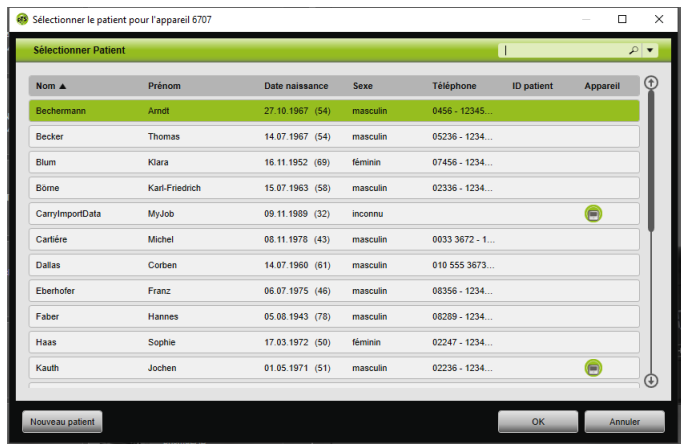 Sélectionner le patient pour l'appareil 6707
Sélectionner Patient
Nom ▲ Prénom Date naissance Sexe Téléphone ID patient Appareil
Bechermann Arndt 27.10.1967 (54) masculin 0456 - 12345...
Becker Thomas 14.07.1967 (54) masculin 05236 - 1234...
Blum Klara 16.11.1952 (69) féminin 07456 - 1234...
Börne Karl-Friedrich 15.07.1963 (58) masculin 02336 - 1234...
CarryImportData MyJob 09.11.1989 (32) inconnu
Cartiére Michel 08.11.1978 (43) masculin 0033 3672 - 1...
Dallas Corben 14.07.1960 (61) masculin 010 555 3673...
Eberhofer Franz 06.07.1975 (46) masculin 08356 - 1234...
Faber Hannes 05.08.1943 (78) masculin 08289 - 1234...
Haas Sophie 17.03.1972 (50) féminin 02247 - 1234...
Kauth Jochen 01.05.1971 (51) masculin 02236 - 1234...
Nouveau patient OK Annuler